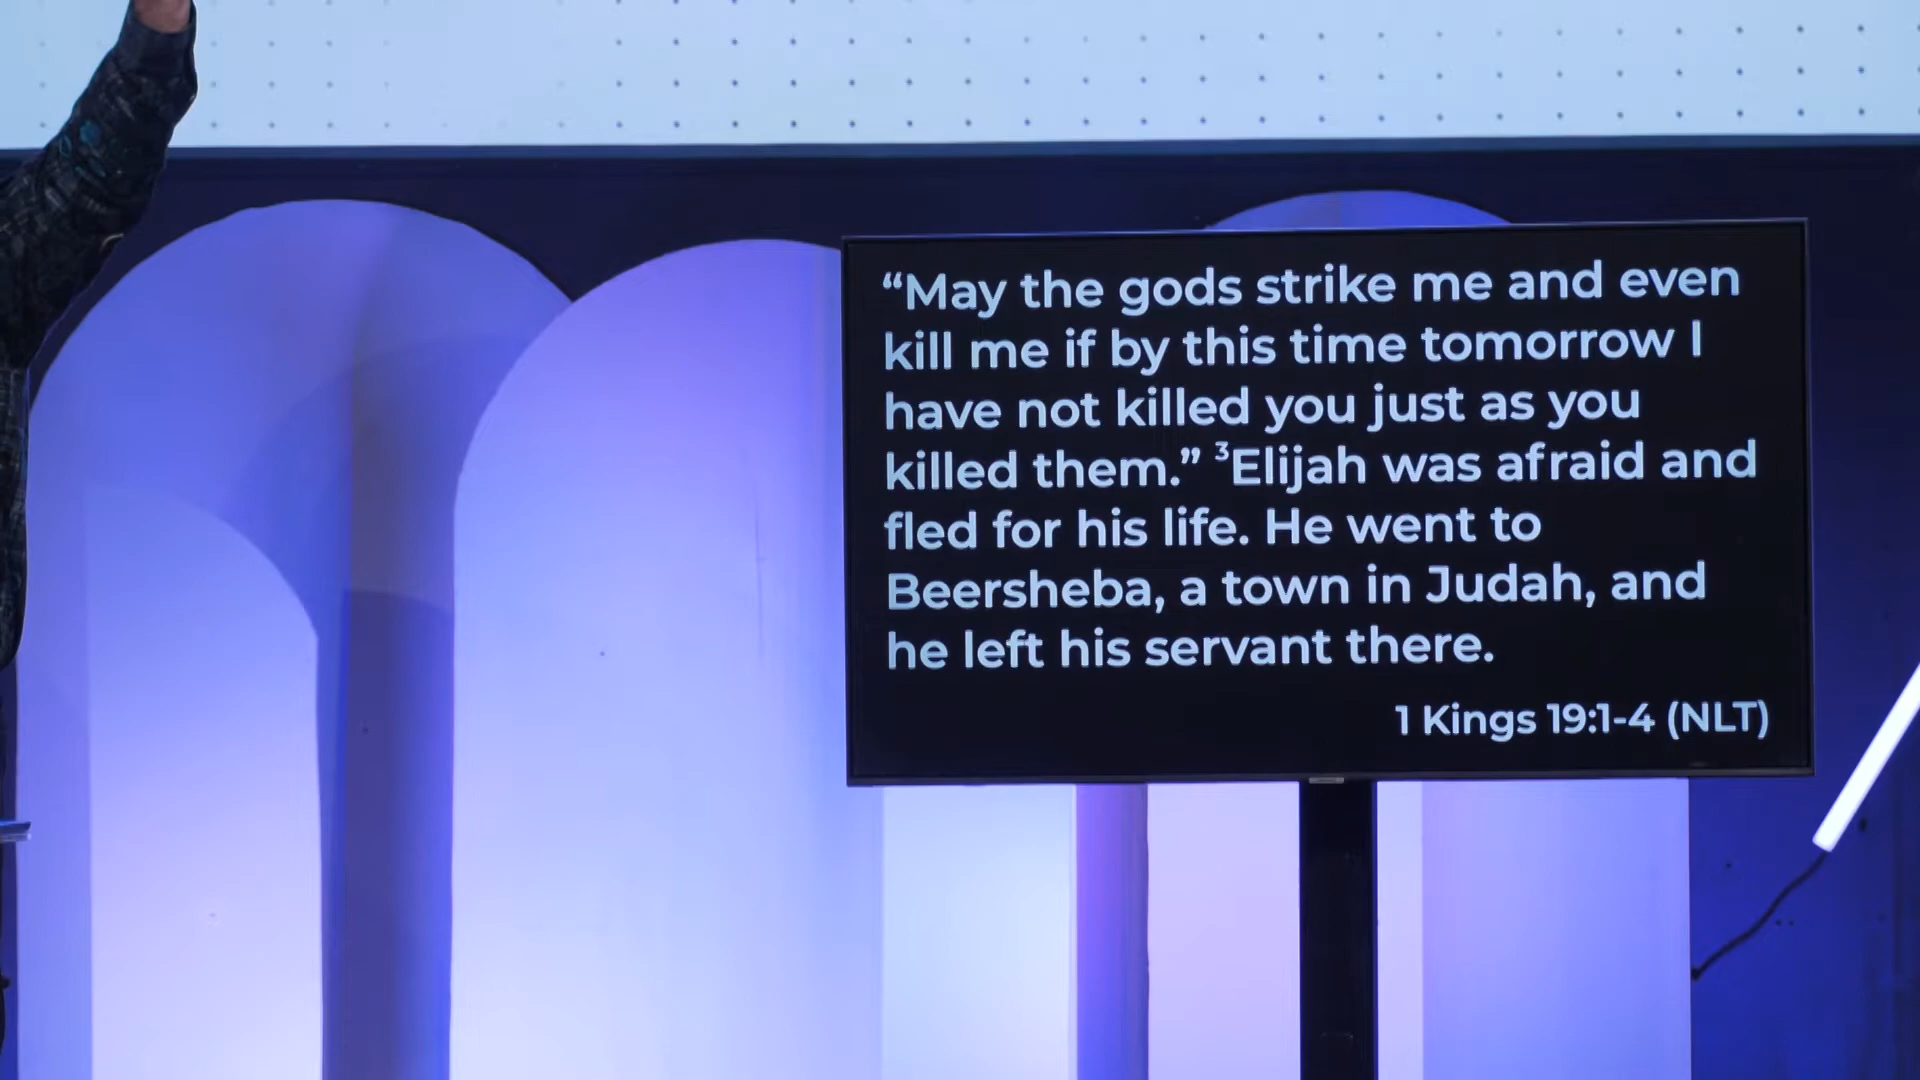 “May the gods strike me and even
kill me if by this time tomorrow I
have not killed you just as you
killed them.” ³Elijah was afraid and
fled for his life. He went to
Beersheba, a town in Judah, and
he left his servant there.
1 Kings 19:1-4 (NLT)